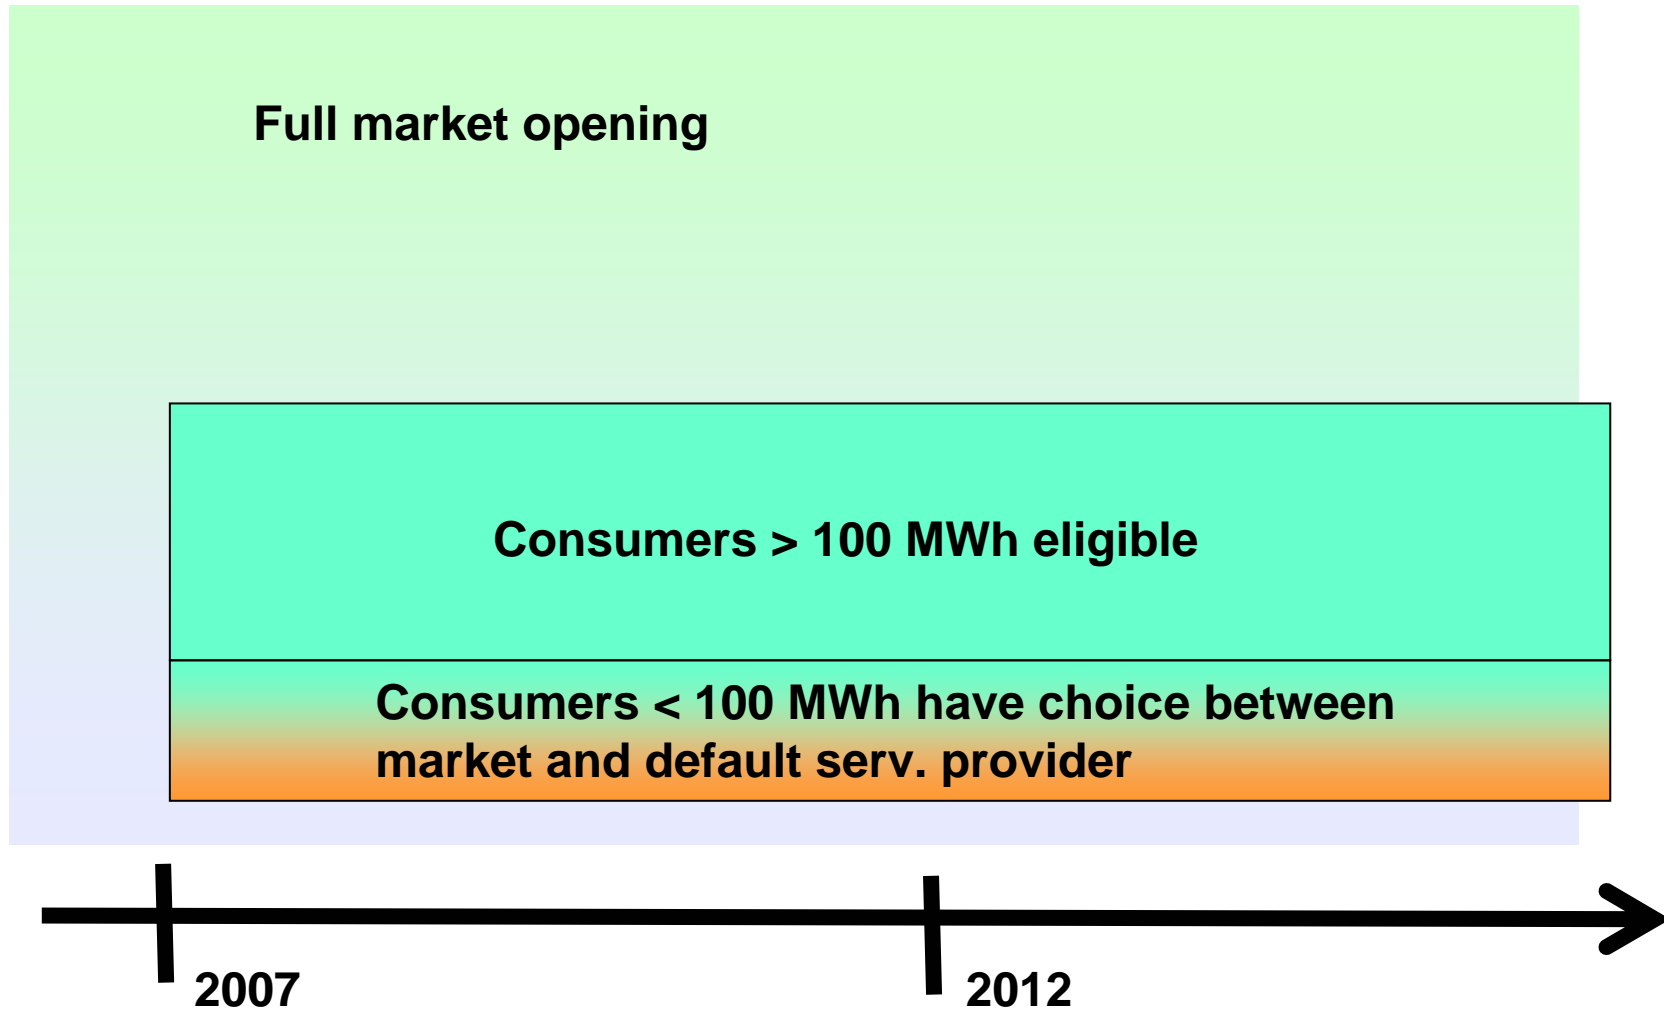 Full market opening
Consumers > 100 MWh eligible
Consumers < 100 MWh have choice between
market and default serv. provider
2007
2012